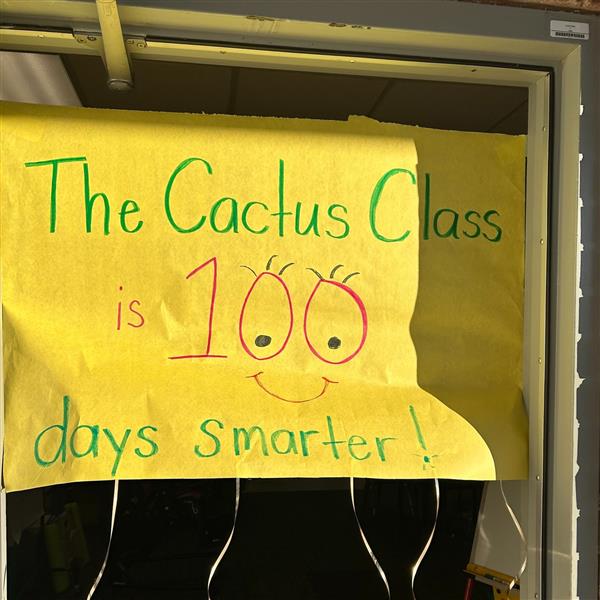 The Cactus Class
is 100
days smarter!